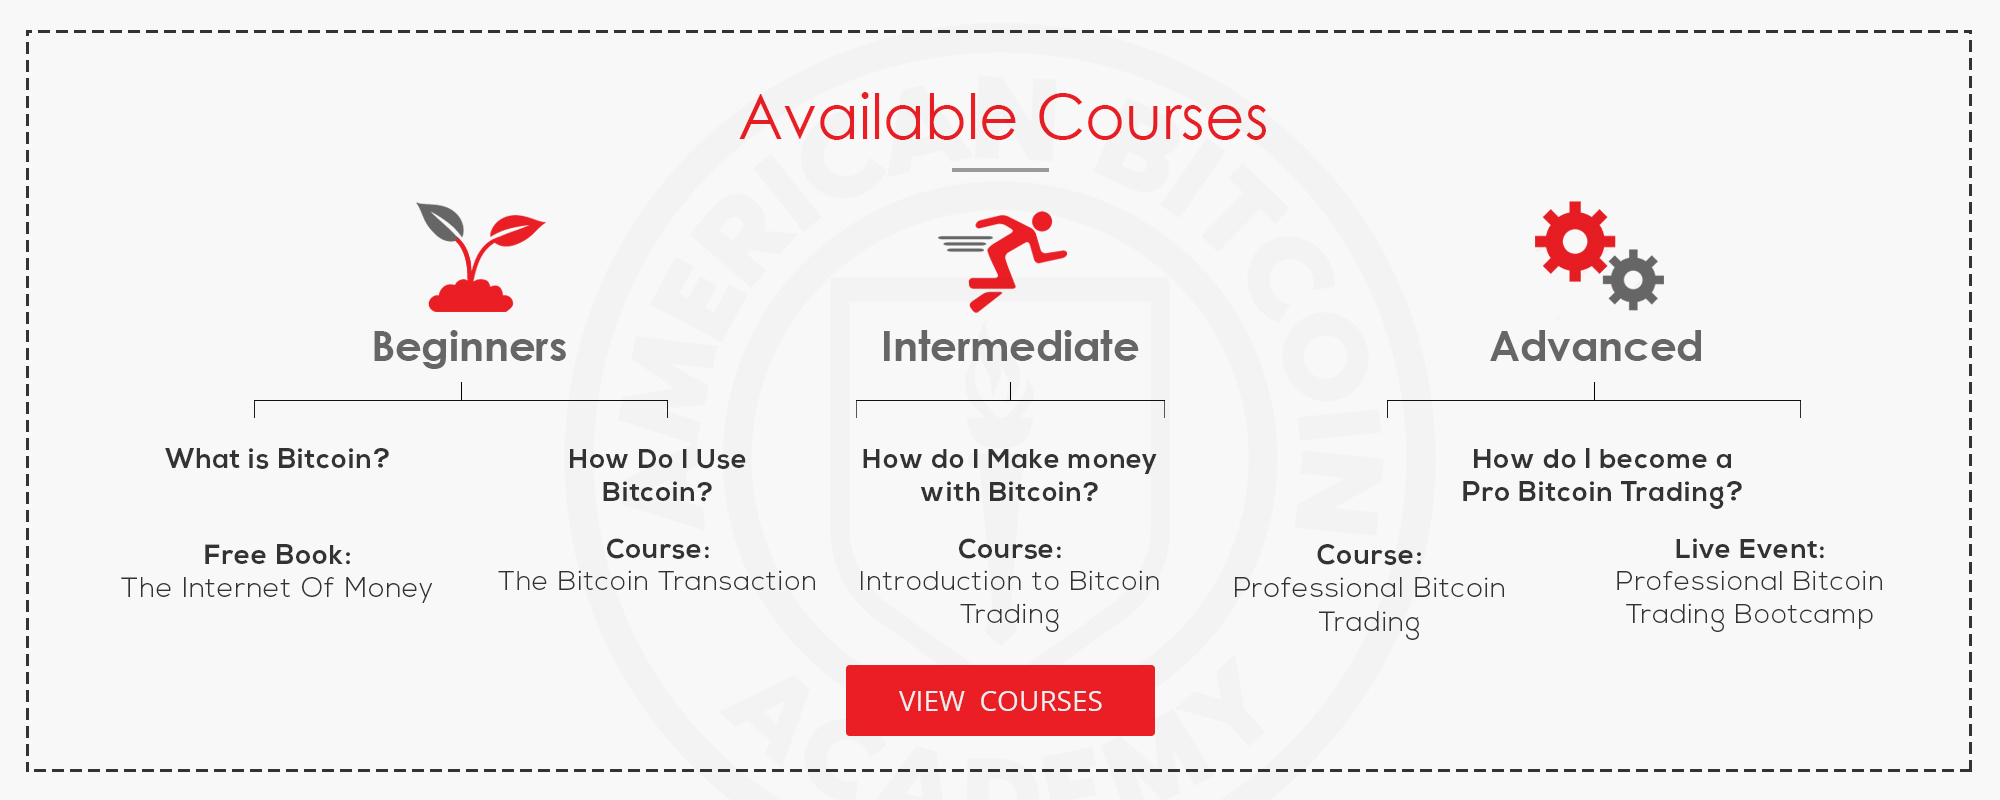 Available Courses
Beginners
What is Bitcoin?
Free Book:
The Internet Of Money
How Do I Use
Bitcoin?
Course:
The Bitcoin Transaction
Intermediate
How do I Make money
with Bitcoin?
Course:
Introduction to Bitcoin
Trading
Advanced
How do I become a
Pro Bitcoin Trading?
Course:
Professional Bitcoin
Trading
Live Event:
Professional Bitcoin
Trading Bootcamp
VIEW COURSES
AMERICAN BITCOIN
ACADEMY